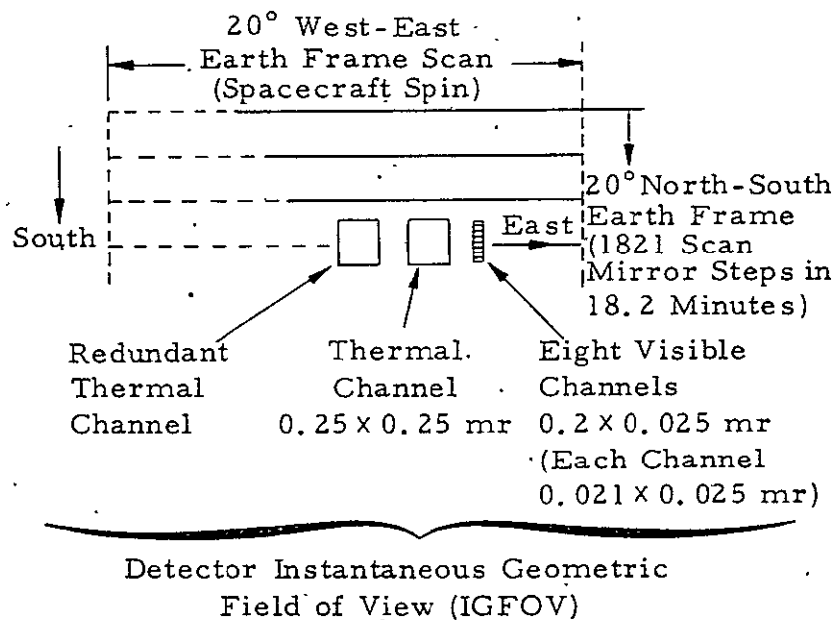 20° West-East
Earth Frame Scan
(Spacecraft Spin)
South
East
20° North-South
Earth Frame
(1821 Scan
Mirror Steps in
18.2 Minutes)
Redundant
Thermal
Channel
Thermal.
Channel
0.25 × 0.25 mr
Eight Visible
Channels
0.2 × 0.025 mr
(Each Channel
0.021 × 0.025 mr)
Detector Instantaneous Geometric
Field of View (IGFOV)